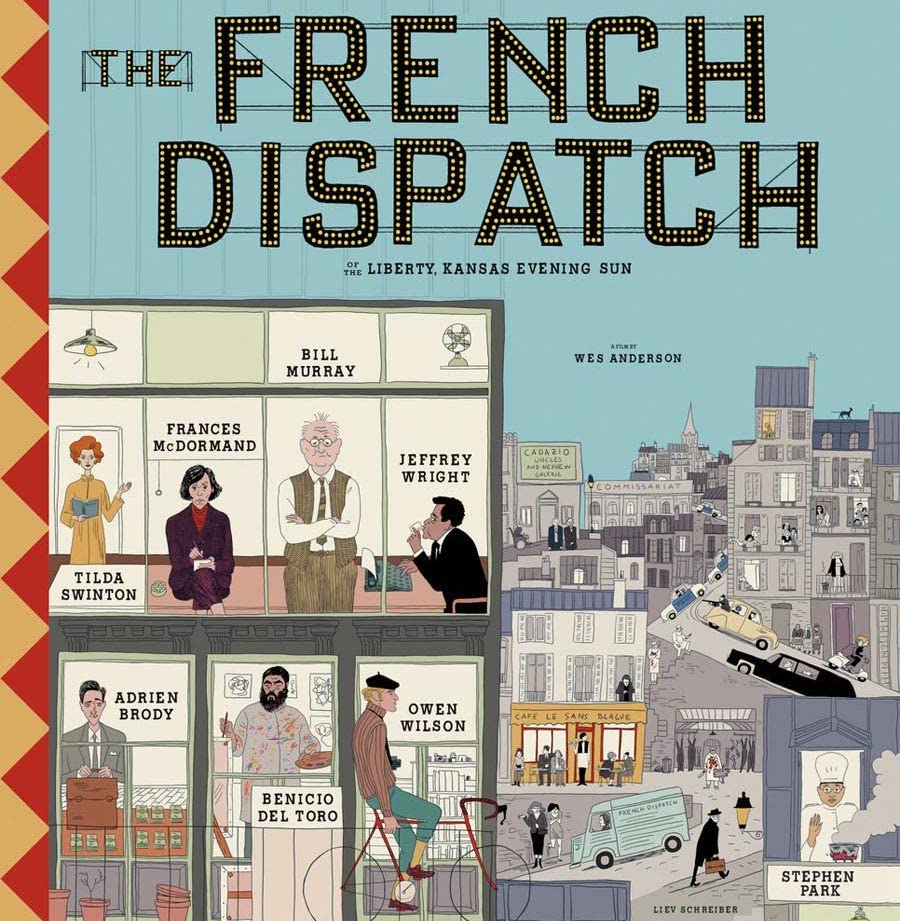 THE FRENCH
DISPATCH
OF THE LIBERTY, KANSAS EVENING SUN
A FILM BY
WES ANDERSON
BILL
MURRAY
FRANCES
McDORMAND
JEFFREY
WRIGHT
TILDA
SWINTON
CADAZIO
UNCLES
AND NEPHEW
GALERIE
COMMISSARIAT
ADRIEN
BRODY
OWEN
WILSON
BENICIO
DEL TORO
CAFE LE SANS BLAGUE
FRENCH DISPATCH
STEPHEN
PARK
LIEV SCHREIBER